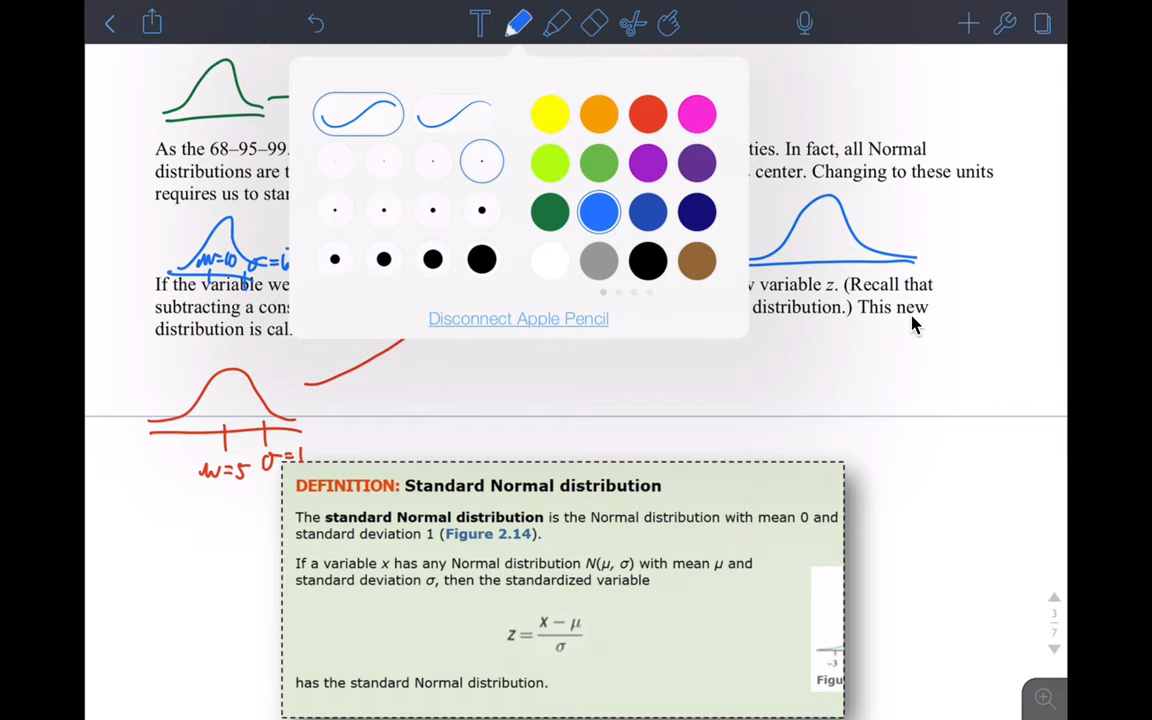 Disconnect Apple Pencil
As the 68–95–99. ties. In fact, all Normal
distributions are t center. Changing to these units
requires us to star
μ=10 σ=
If the variable we variable z. (Recall that
subtracting a cons distribution.) This new
distribution is cal
μ=5 σ=1
DEFINITION: Standard Normal distribution
The standard Normal distribution is the Normal distribution with mean 0 and
standard deviation 1 (Figure 2.14).
If a variable x has any Normal distribution N(μ, σ) with mean μ and
standard deviation σ, then the standardized variable
z = x − μ / σ
has the standard Normal distribution.
-3
Figu
3
7